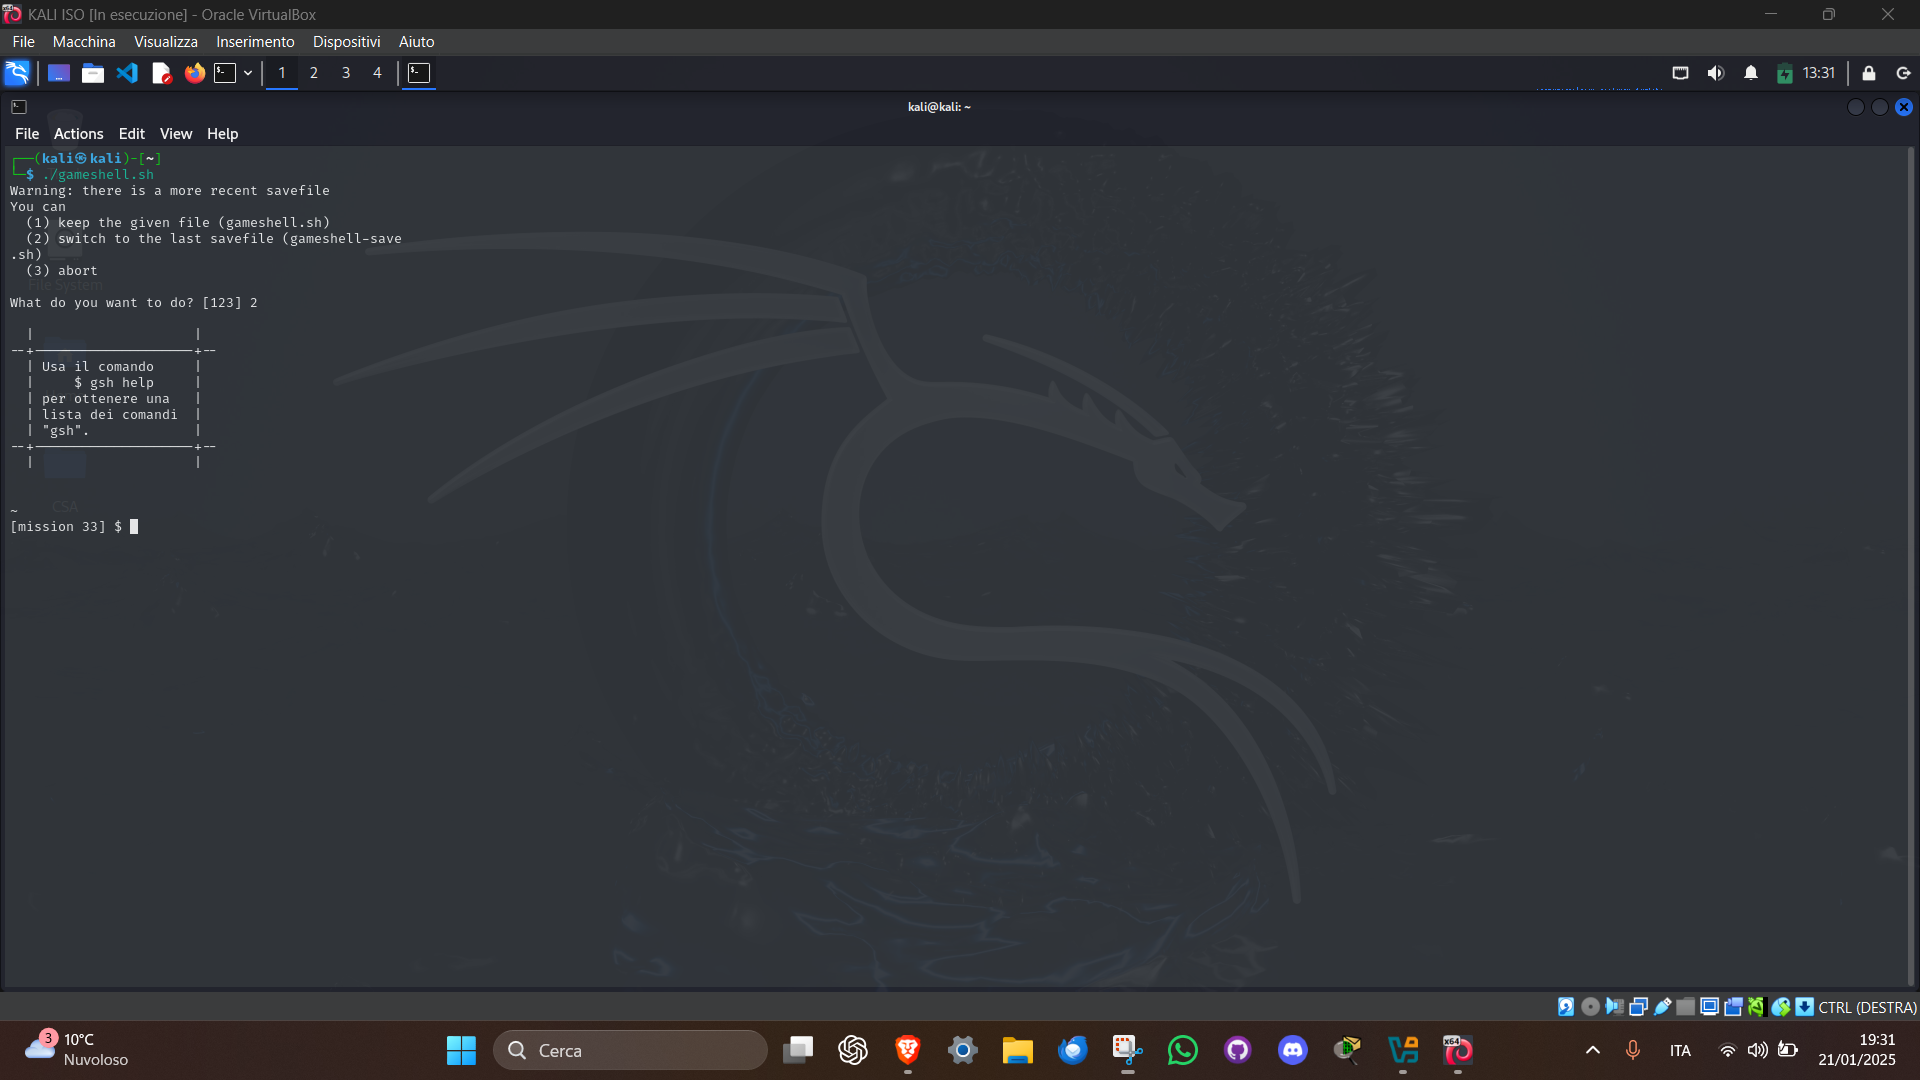 KALI ISO [In esecuzione] - Oracle VirtualBox
File Macchina Visualizza Inserimento Dispositivi Aiuto
1 2 3 4
13:31
kali@kali: ~
File Actions Edit View Help
┌──(kali㉿kali)-[~]
└─$ ./gameshell.sh
Warning: there is a more recent savefile
You can
(1) keep the given file (gameshell.sh)
(2) switch to the last savefile (gameshell-save
.sh)
(3) abort
File System
What do you want to do? [123] 2
| |
--+--------------------+--
| Usa il comando |
| $ gsh help |
| per ottenere una |
| lista dei comandi |
| "gsh". |
--+--------------------+--
| |
CSA
~
[mission 33] $
CTRL (DESTRA)
3
10°C
Nuvoloso
Cerca
x64
ITA
19:31
21/01/2025